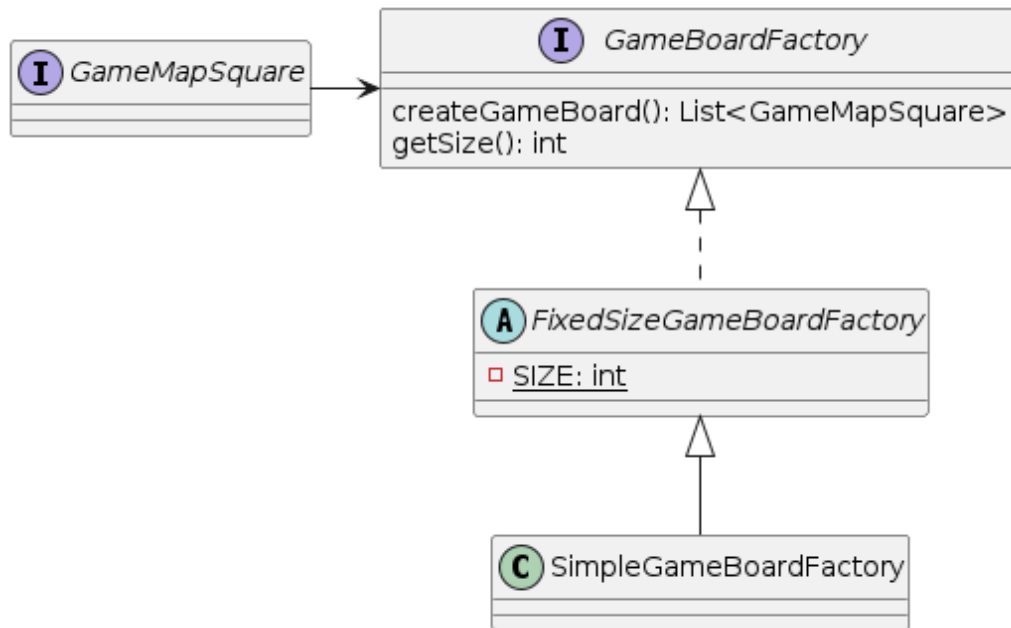 I GameMapSquare
I GameBoardFactory
createGameBoard(): List<GameMapSquare>
getSize(): int
A FixedSizeGameBoardFactory
SIZE: int
C SimpleGameBoardFactory